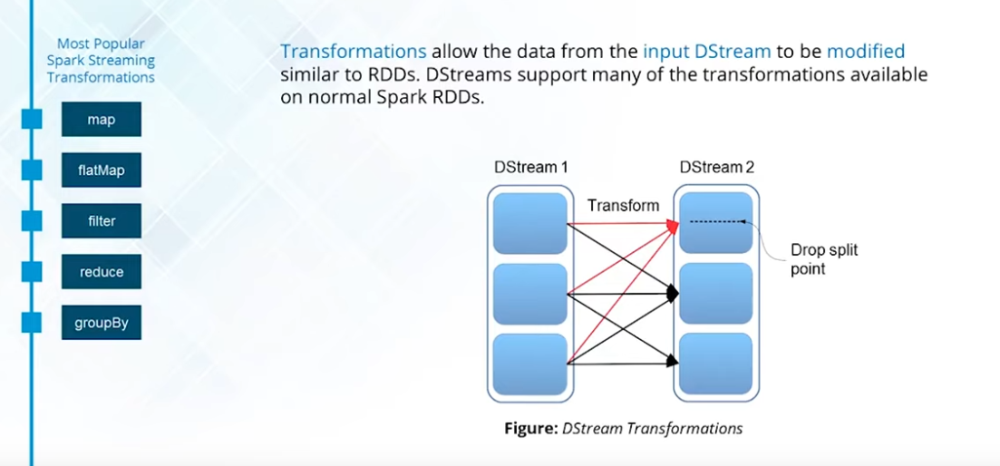 Most Popular
Spark Streaming
Transformations
map
flatMap
filter
reduce
groupBy
Transformations allow the data from the input DStream to be modified
similar to RDDs. DStreams support many of the transformations available
on normal Spark RDDs.
DStream 1
DStream 2
Transform
Drop split
point
Figure: DStream Transformations